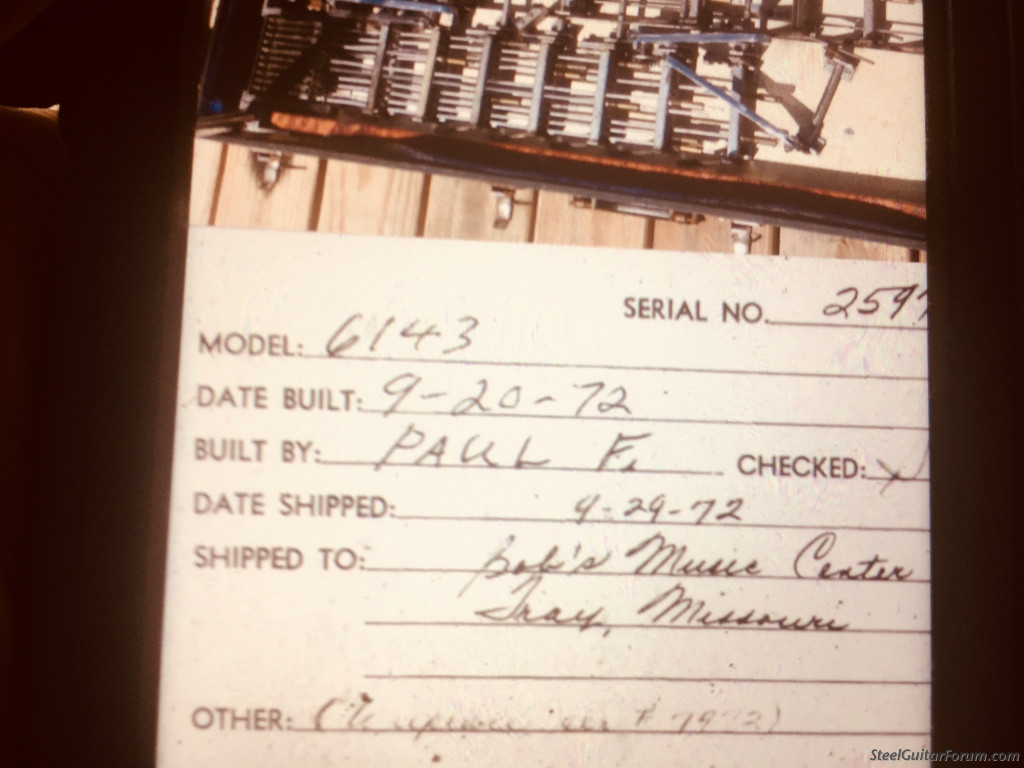 SERIAL NO. 2597
MODEL: 6143
DATE BUILT: 9-20-72
BUILT BY: PAUL F. CHECKED:
DATE SHIPPED: 9-29-72
SHIPPED TO: Bob's Music Center
Troy, Missouri
OTHER:
SteelGuitarForum.com